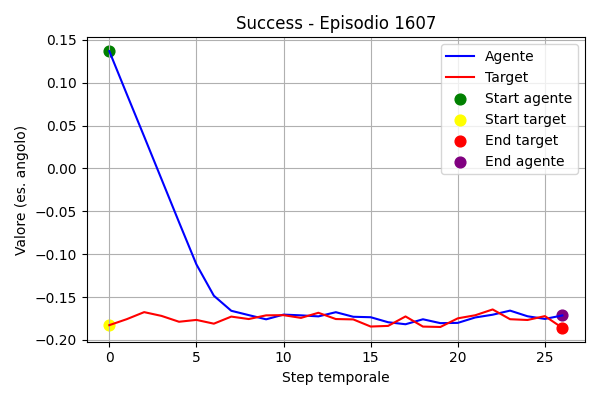 Success - Episodio 1607
Valore (es. angolo)
0.15
0.10
0.05
0.00
−0.05
−0.10
−0.15
−0.20
Agente
Target
Start agente
Start target
End target
End agente
0 5 10 15 20 25
Step temporale